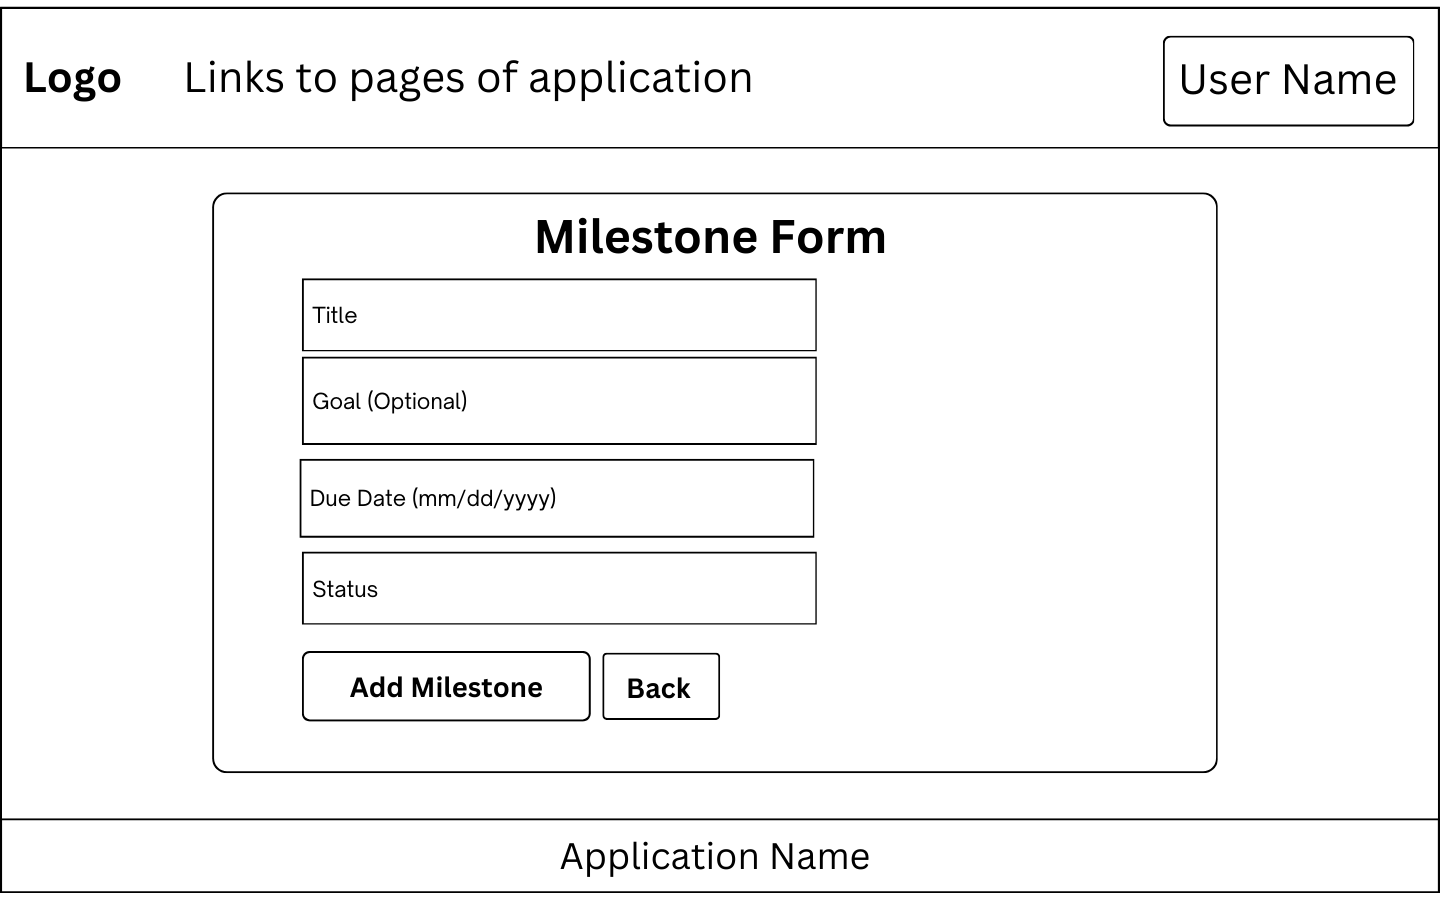 Logo
Links to pages of application
User Name
Milestone Form
Title
Goal (Optional)
Due Date (mm/dd/yyyy)
Status
Add Milestone
Back
Application Name